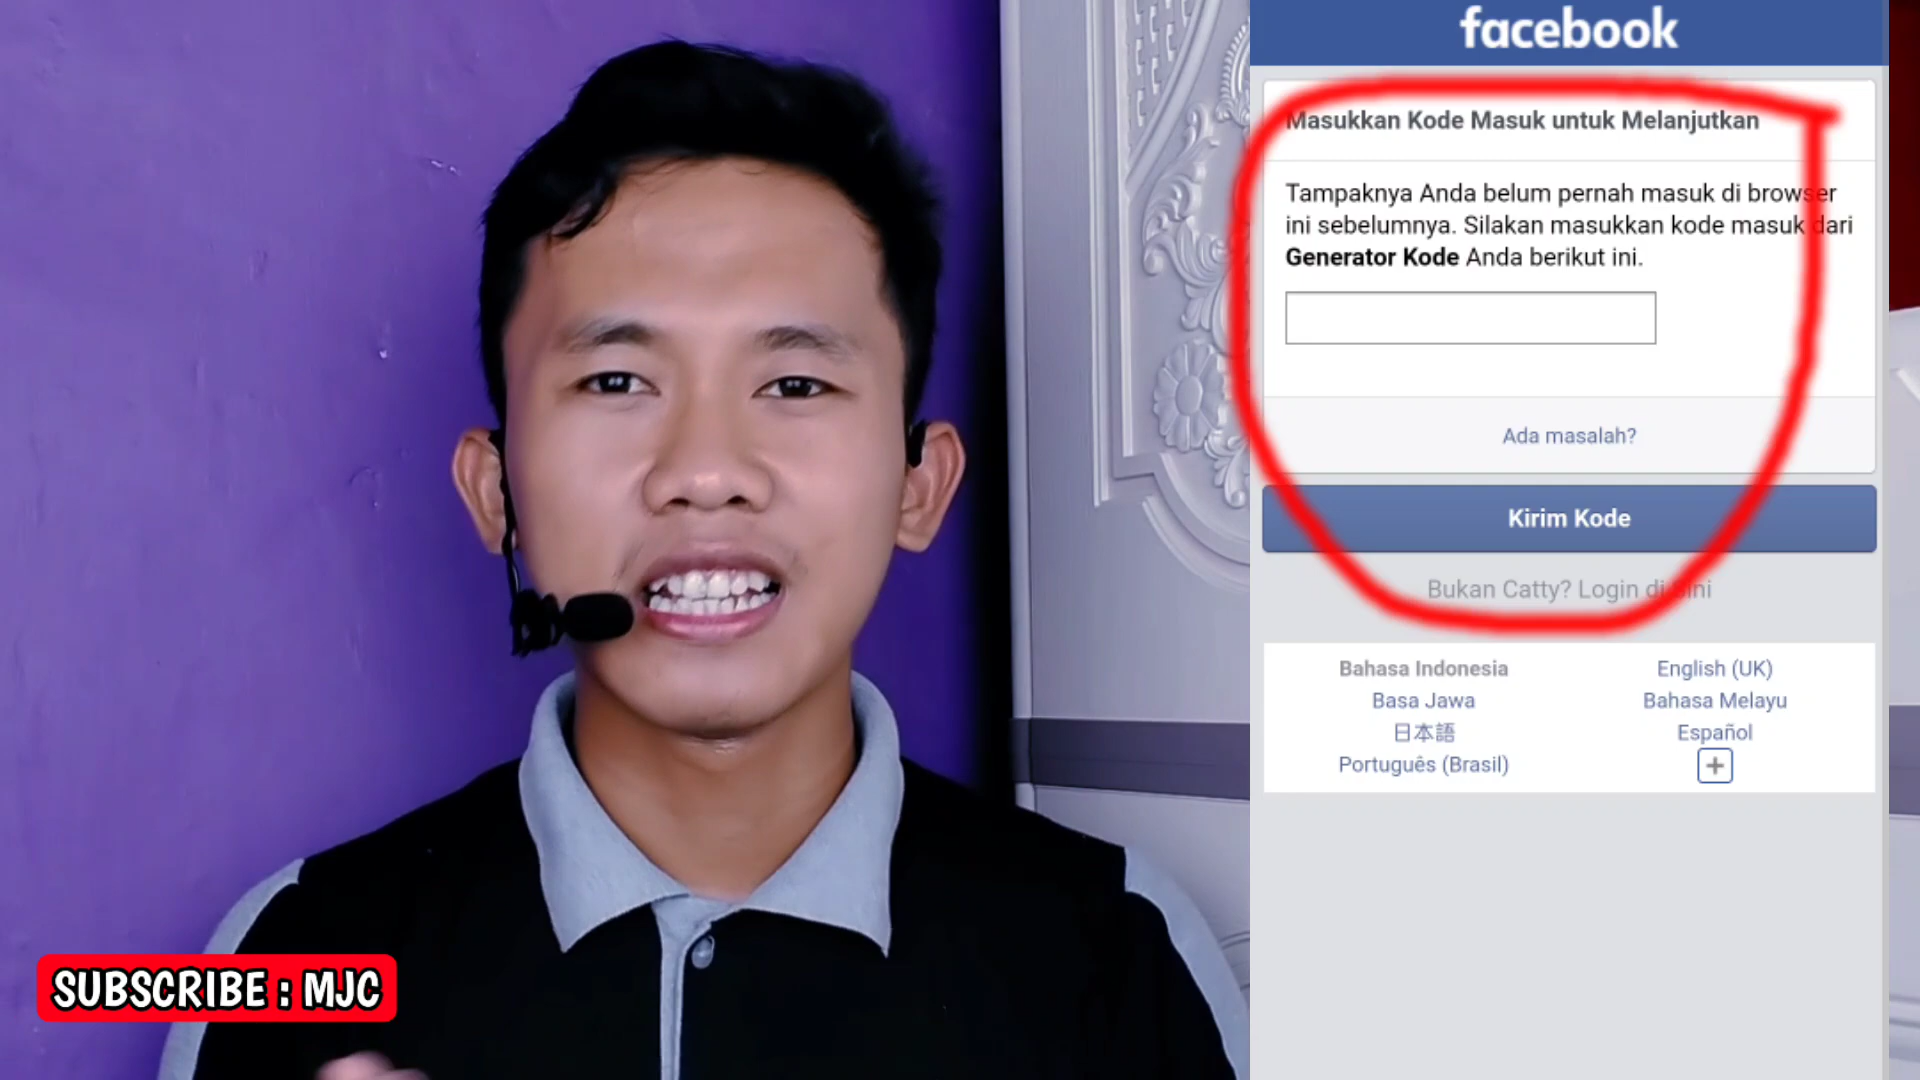 facebook
Masukkan Kode Masuk untuk Melanjutkan
Tampaknya Anda belum pernah masuk di browser
ini sebelumnya. Silakan masukkan kode masuk dari
Generator Kode Anda berikut ini.
Ada masalah?
Kirim Kode
Bukan Catty? Login di Sini
Bahasa Indonesia
English (UK)
Basa Jawa
Bahasa Melayu
日本語
Español
Português (Brasil)
+
SUBSCRIBE : MJC